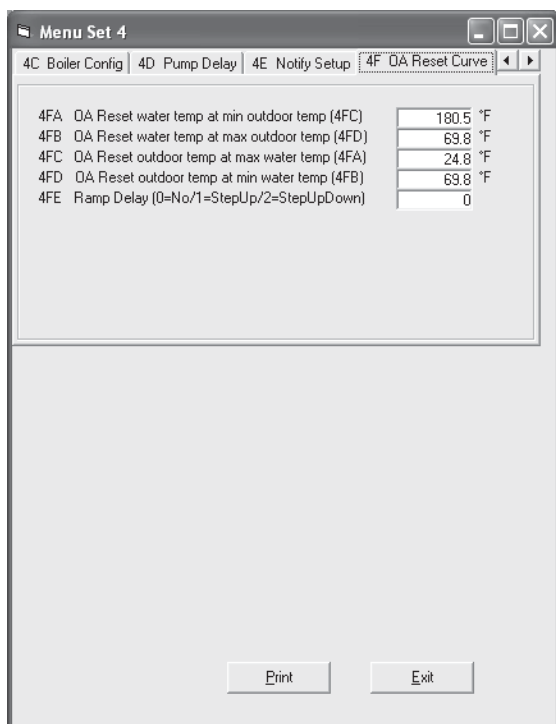 Menu Set 4
4C Boiler Config 4D Pump Delay 4E Notify Setup 4F OA Reset Curve
4FA OA Reset water temp at min outdoor temp (4FC) 180.5 °F
4FB OA Reset water temp at max outdoor temp (4FD) 69.8 °F
4FC OA Reset outdoor temp at max water temp (4FA) 24.8 °F
4FD OA Reset outdoor temp at min water temp (4FB) 69.8 °F
4FE Ramp Delay (0=No/1=StepUp/2=StepUpDown) 0
Print Exit